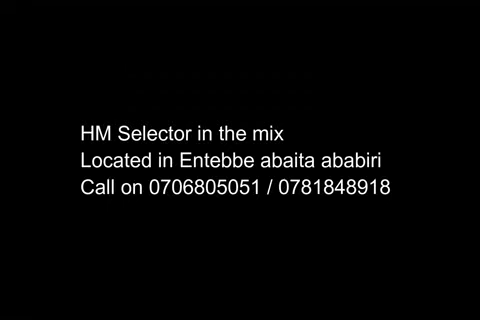 HM Selector in the mix
Located in Entebbe abaita ababiri
Call on 0706805051 / 0781848918